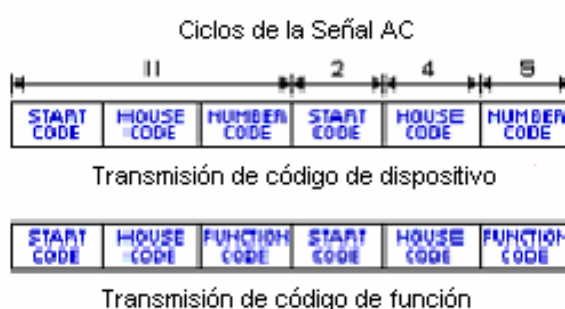 Ciclos de la Señal AC
11 2 4 5
START HOUSE NUMBER START HOUSE NUMBER
CODE CODE CODE CODE CODE CODE
Transmisión de código de dispositivo
START HOUSE FUNCTION START HOUSE FUNCTION
CODE CODE CODE CODE CODE CODE
Transmisión de código de función